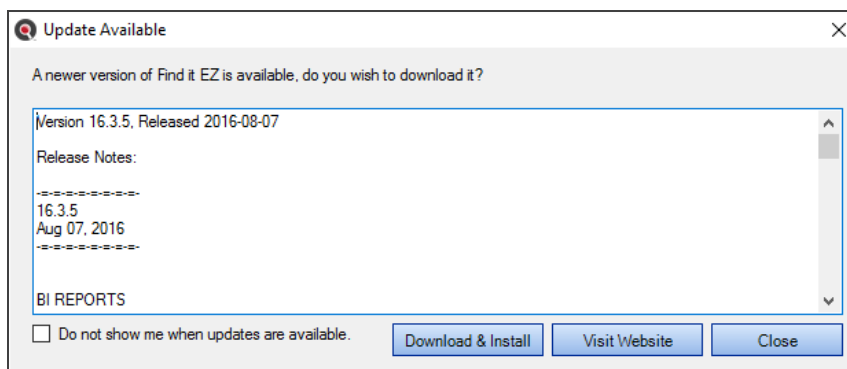 Update Available
A newer version of Find it EZ is available, do you wish to download it?
Version 16.3.5, Released 2016-08-07
Release Notes:
-=-=-=-=-=-=-=-
16.3.5
Aug 07, 2016
-=-=-=-=-=-=-=-
BI REPORTS
Do not show me when updates are available.
Download & Install
Visit Website
Close